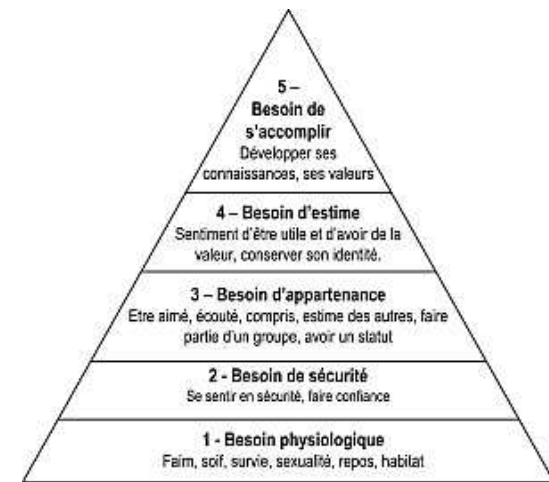 5 –
Besoin de
s'accomplir
Développer ses
connaissances, ses valeurs
4 – Besoin d'estime
Sentiment d'être utile et d'avoir de la
valeur, conserver son identité.
3 – Besoin d'appartenance
Etre aimé, écouté, compris, estime des autres, faire
partie d'un groupe, avoir un statut
2 - Besoin de sécurité
Se sentir en sécurité, faire confiance
1 - Besoin physiologique
Faim, soif, survie, sexualité, repos, habitat